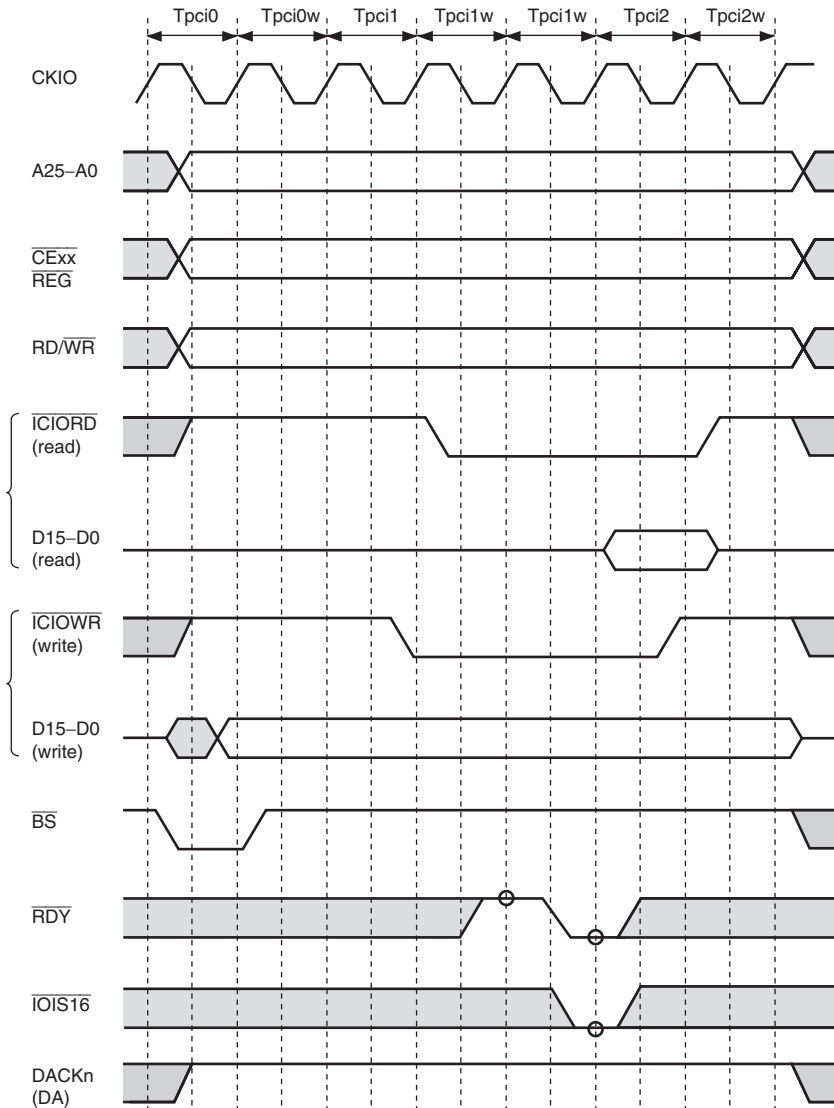 Tpci0 Tpci0w Tpci1 Tpci1w Tpci1w Tpci2 Tpci2w
CKIO
A25–A0
CExx
REG
RD/WR
ICIORD
(read)
D15–D0
(read)
ICIOWR
(write)
D15–D0
(write)
BS
RDY
IOIS16
DACKn
(DA)